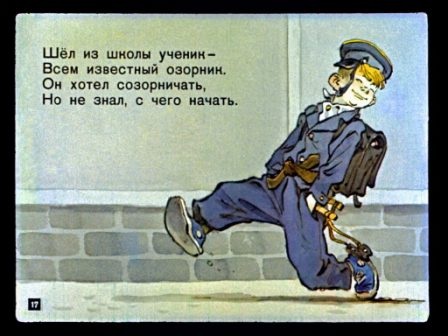 Шёл из школы ученик –
Всем известный озорник.
Он хотел созорничать,
Но не знал, с чего начать.
17